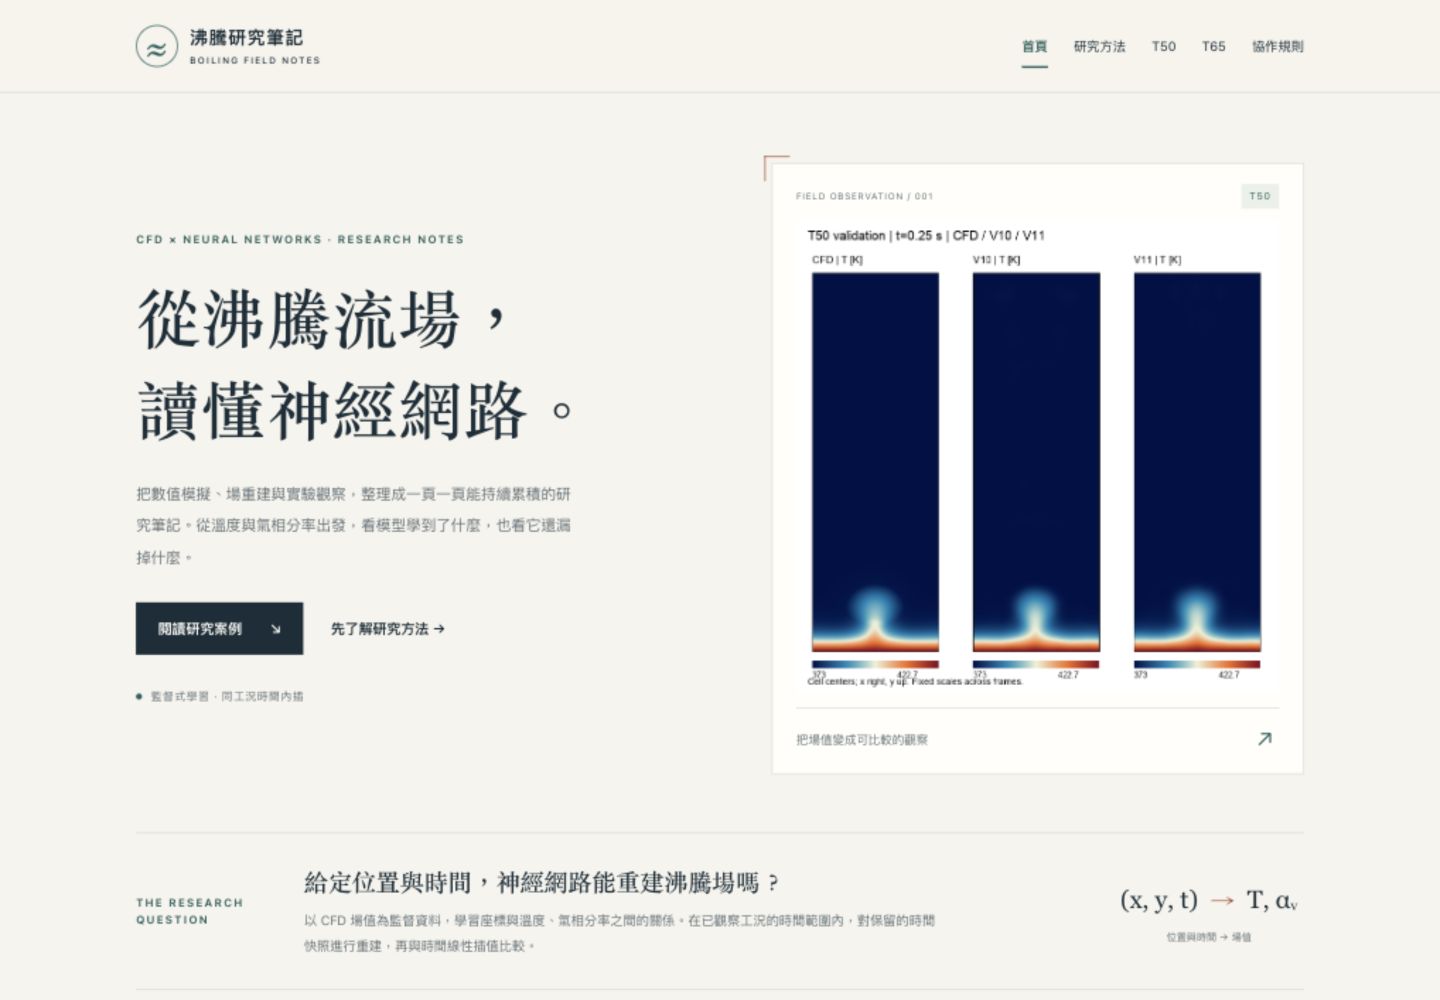 沸騰研究筆記
BOILING FIELD NOTES
首頁
研究方法
T50
T65
協作規則
CFD × NEURAL NETWORKS · RESEARCH NOTES
從沸騰流場，
讀懂神經網路。
把數值模擬、場重建與實驗觀察，整理成一頁一頁能持續累積的研
究筆記。從溫度與氣相分率出發，看模型學到了什麼，也看它還漏
掉什麼。
閱讀研究案例 ↘
先了解研究方法 →
監督式學習 · 同工況時間內插
FIELD OBSERVATION / 001
T50
T50 validation | t=0.25 s | CFD / V10 / V11
CFD | T [K]
V10 | T [K]
V11 | T [K]
373 422.7
373 422.7
373 422.7
Cell centers; x right, y up. Fixed scales across frames.
把場值變成可比較的觀察
THE RESEARCH
QUESTION
給定位置與時間，神經網路能重建沸騰場嗎？
以 CFD 場值為監督資料，學習座標與溫度、氣相分率之間的關係。在已觀察工況的時間範圍內，對保留的時間
快照進行重建，再與時間線性插值比較。
(x, y, t) → T, αv
位置與時間 → 場值